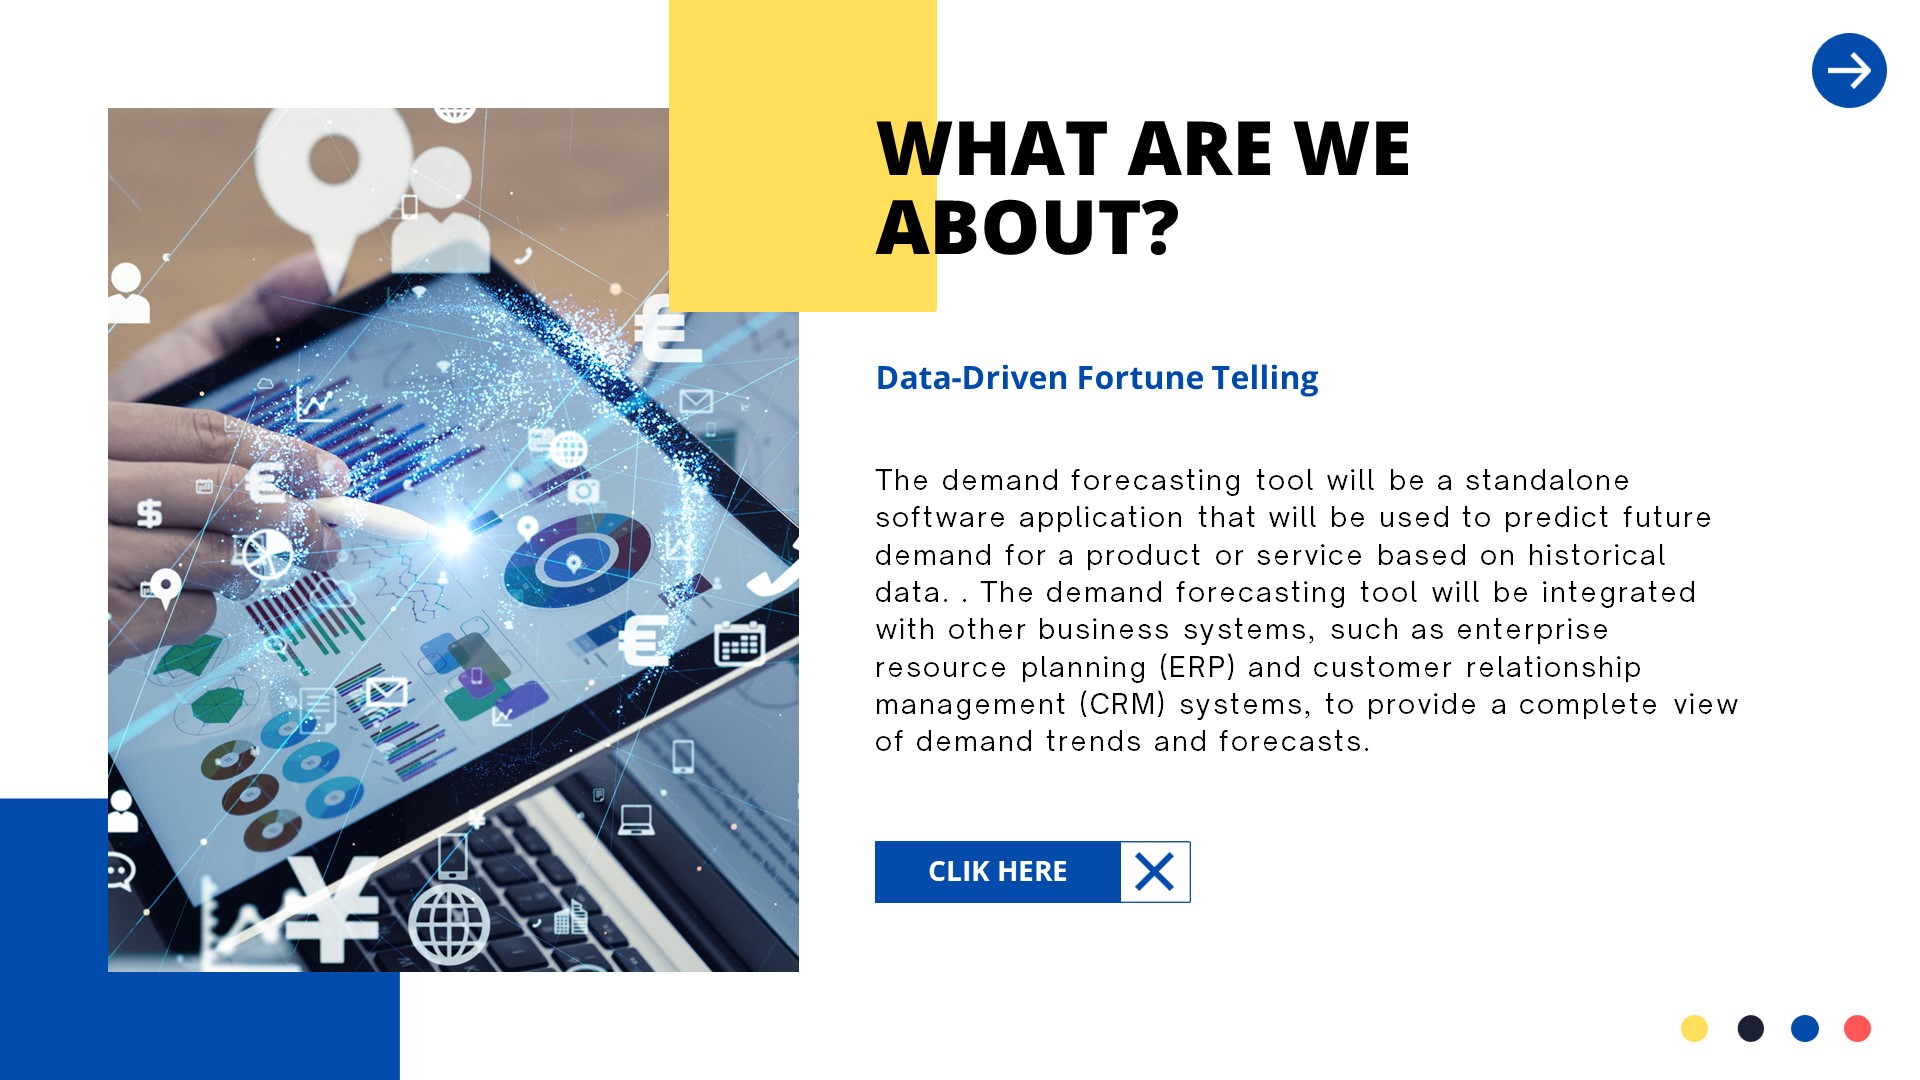 WHAT ARE WE
ABOUT?
Data-Driven Fortune Telling
The demand forecasting tool will be a standalone
software application that will be used to predict future
demand for a product or service based on historical
data. . The demand forecasting tool will be integrated
with other business systems, such as enterprise
resource planning (ERP) and customer relationship
management (CRM) systems, to provide a complete view
of demand trends and forecasts.
CLIK HERE